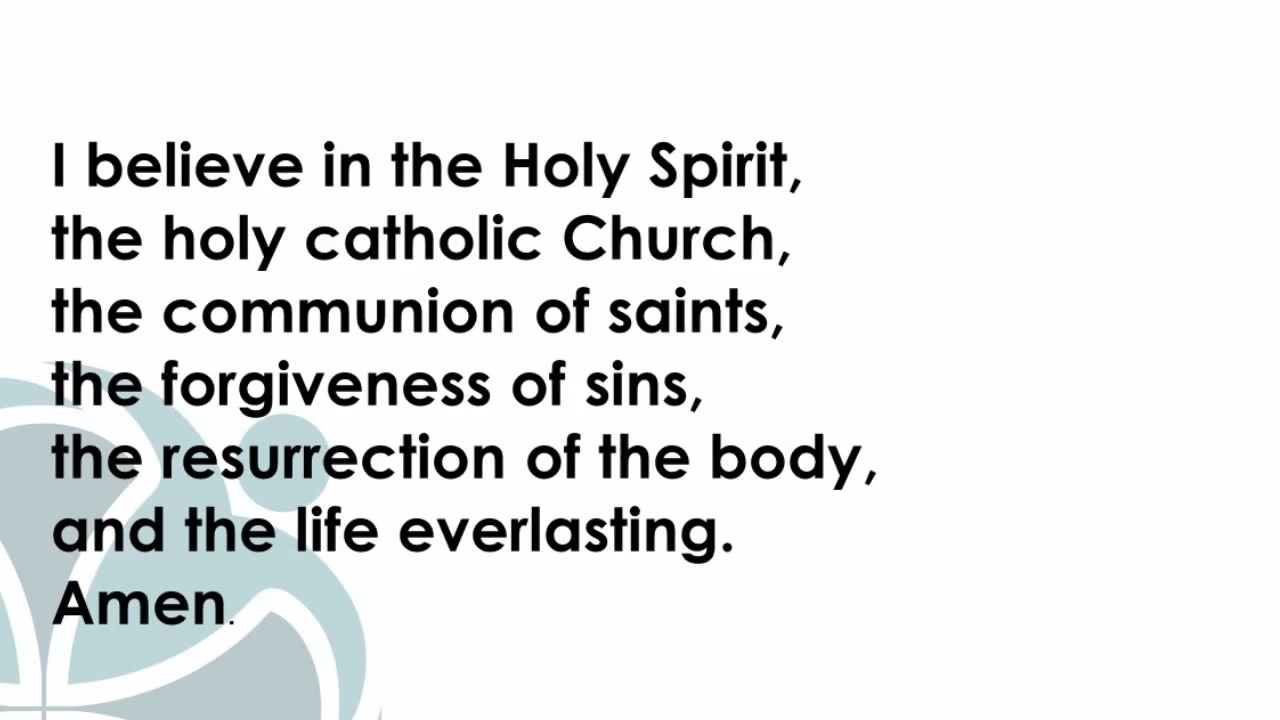 I believe in the Holy Spirit,
the holy catholic Church,
the communion of saints,
the forgiveness of sins,
the resurrection of the body,
and the life everlasting.
Amen.